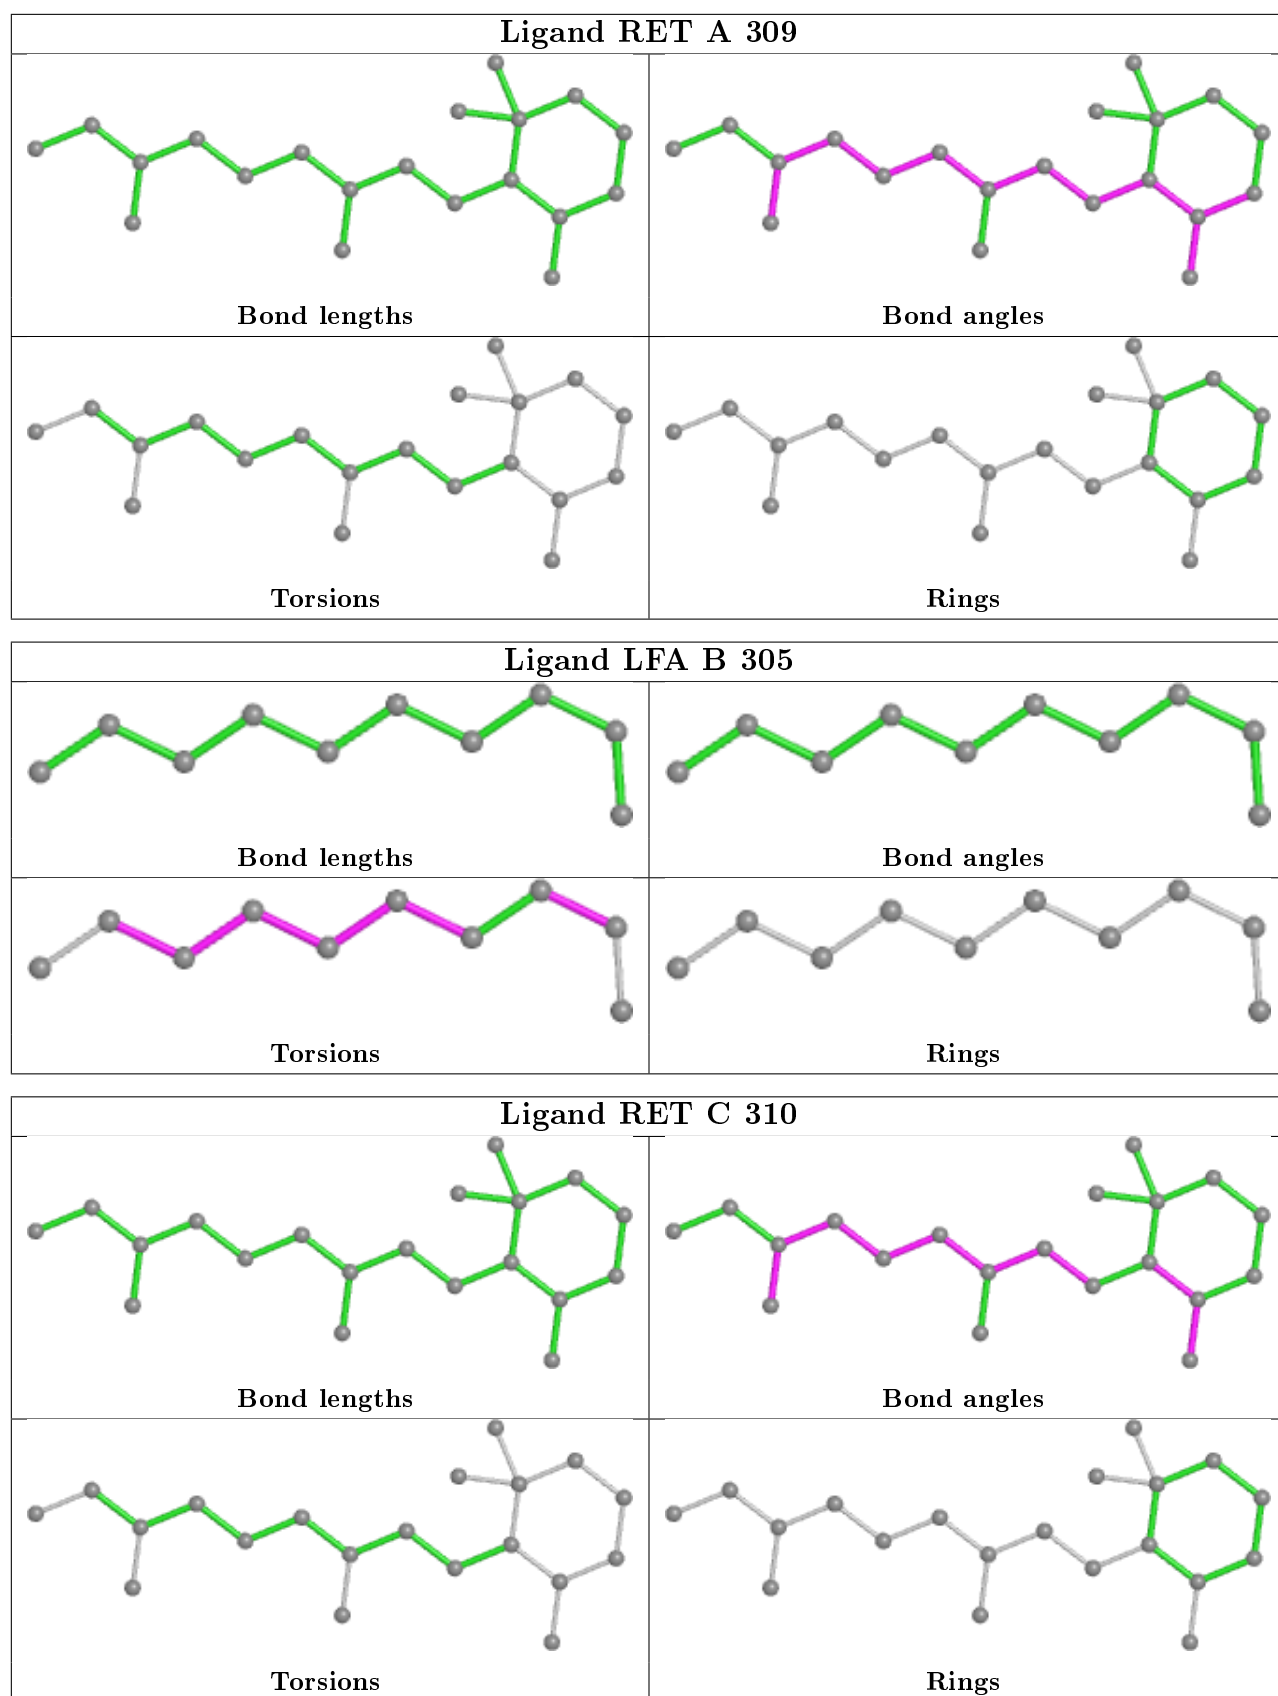 Ligand RET A 309
Bond lengths
Bond angles
Torsions
Rings
Ligand LFA B 305
Bond lengths
Bond angles
Torsions
Rings
Ligand RET C 310
Bond lengths
Bond angles
Torsions
Rings